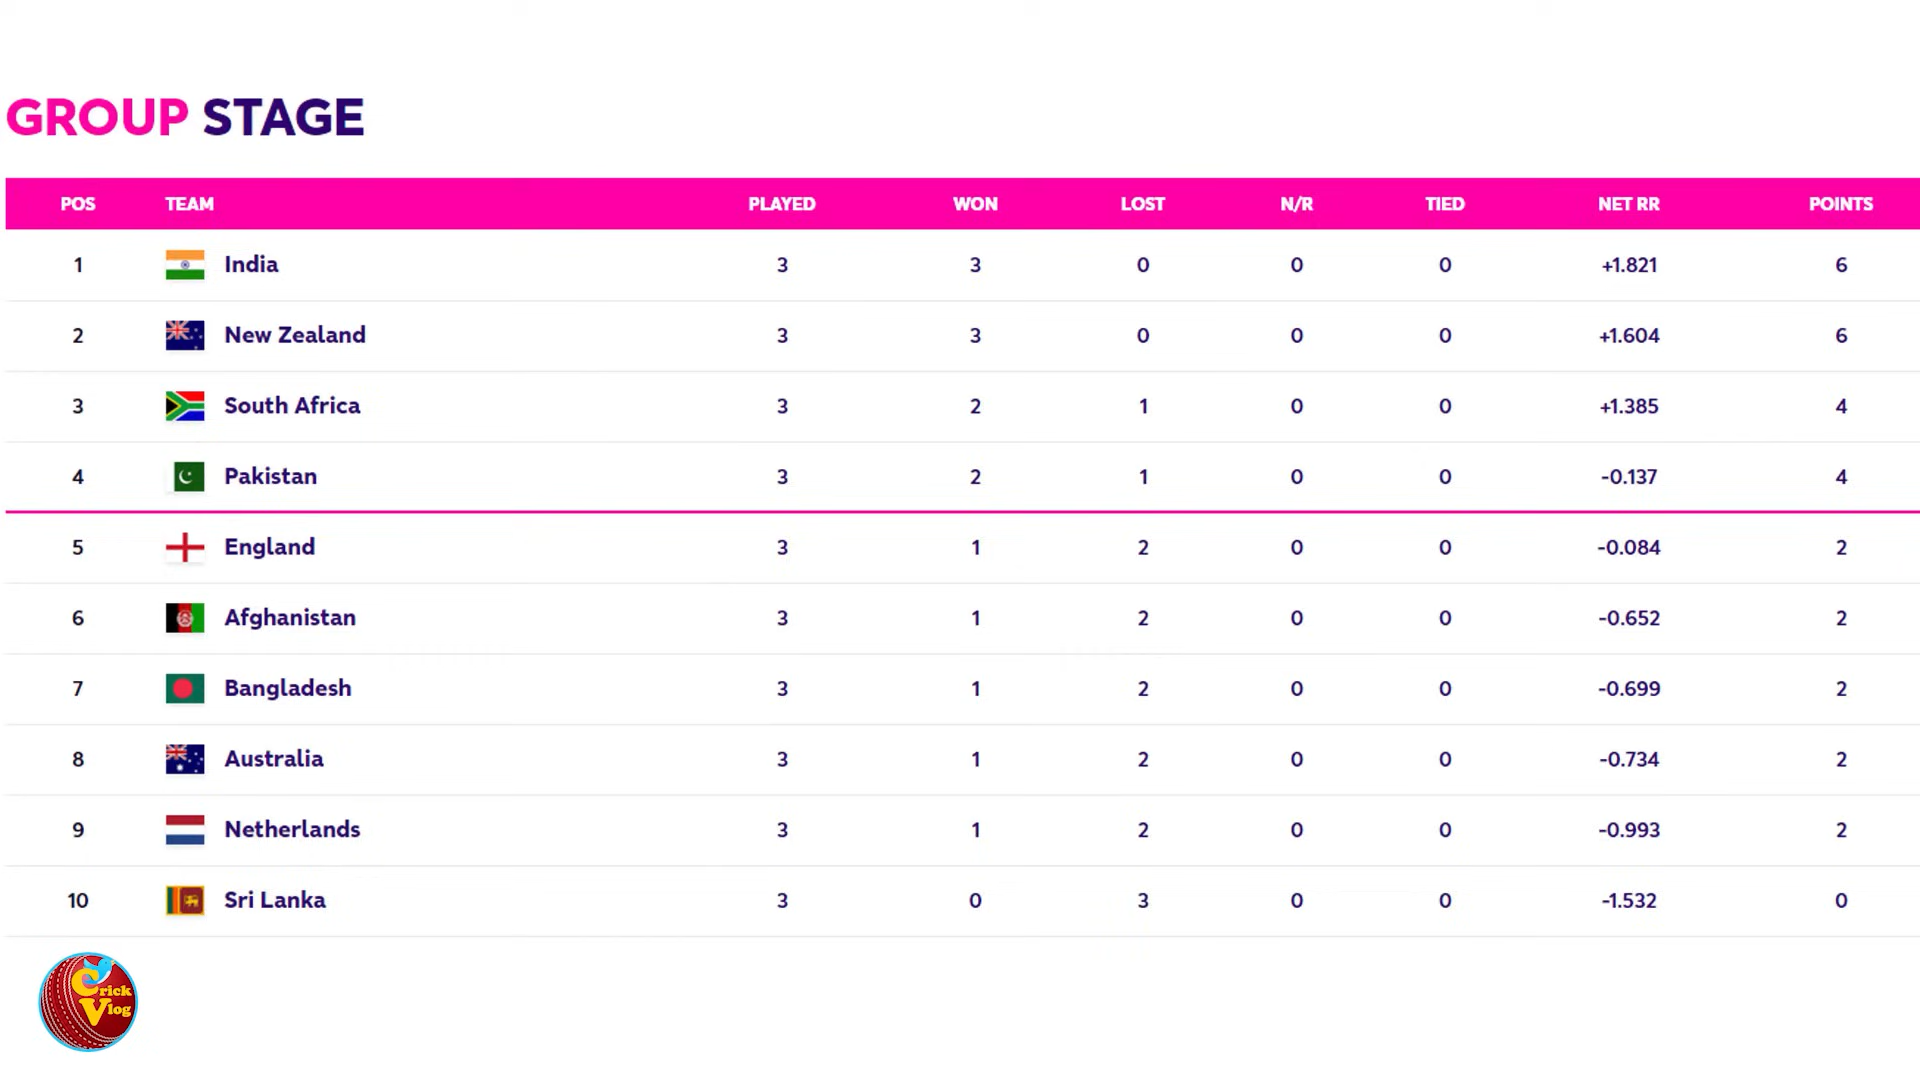 GROUP STAGE
POS TEAM PLAYED WON LOST N/R TIED NET RR POINTS
1 India 3 3 0 0 0 +1.821 6
2 New Zealand 3 3 0 0 0 +1.604 6
3 South Africa 3 2 1 0 0 +1.385 4
4 Pakistan 3 2 1 0 0 -0.137 4
5 England 3 1 2 0 0 -0.084 2
6 Afghanistan 3 1 2 0 0 -0.652 2
7 Bangladesh 3 1 2 0 0 -0.699 2
8 Australia 3 1 2 0 0 -0.734 2
9 Netherlands 3 1 2 0 0 -0.993 2
10 Sri Lanka 3 0 3 0 0 -1.532 0
Crick
Vlog